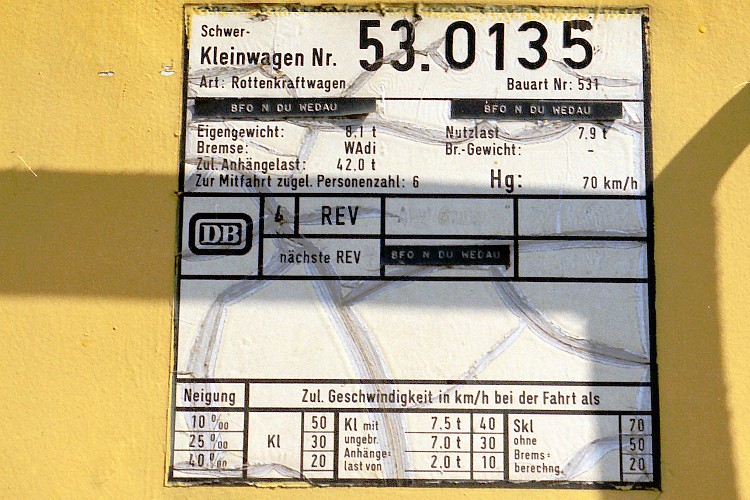 Schwer-
Kleinwagen Nr. 53.0135
Art: Rottenkraftwagen Bauart Nr: 531
BFO N DU WEDAU BFO N DU WEDAU
Eigengewicht: 8.1 t Nutzlast 7,9 t
Bremse: WAdi Br.-Gewicht: -
Zul. Anhängelast: 42.0 t
Zur Mitfahrt zugel. Personenzahl: 6 Hg: 70 km/h
DB 4 REV
nächste REV BFO N DU WEDAU
Neigung Zul. Geschwindigkeit in km/h bei der Fahrt als
10 ‰ Kl 50 Kl mit 7.5 t 40 Skl 70
25 ‰ 30 ungebr. 7.0 t 30 ohne 50
40 ‰ 20 Anhänge- 2.0 t 10 Brems- 20
last von berechng.